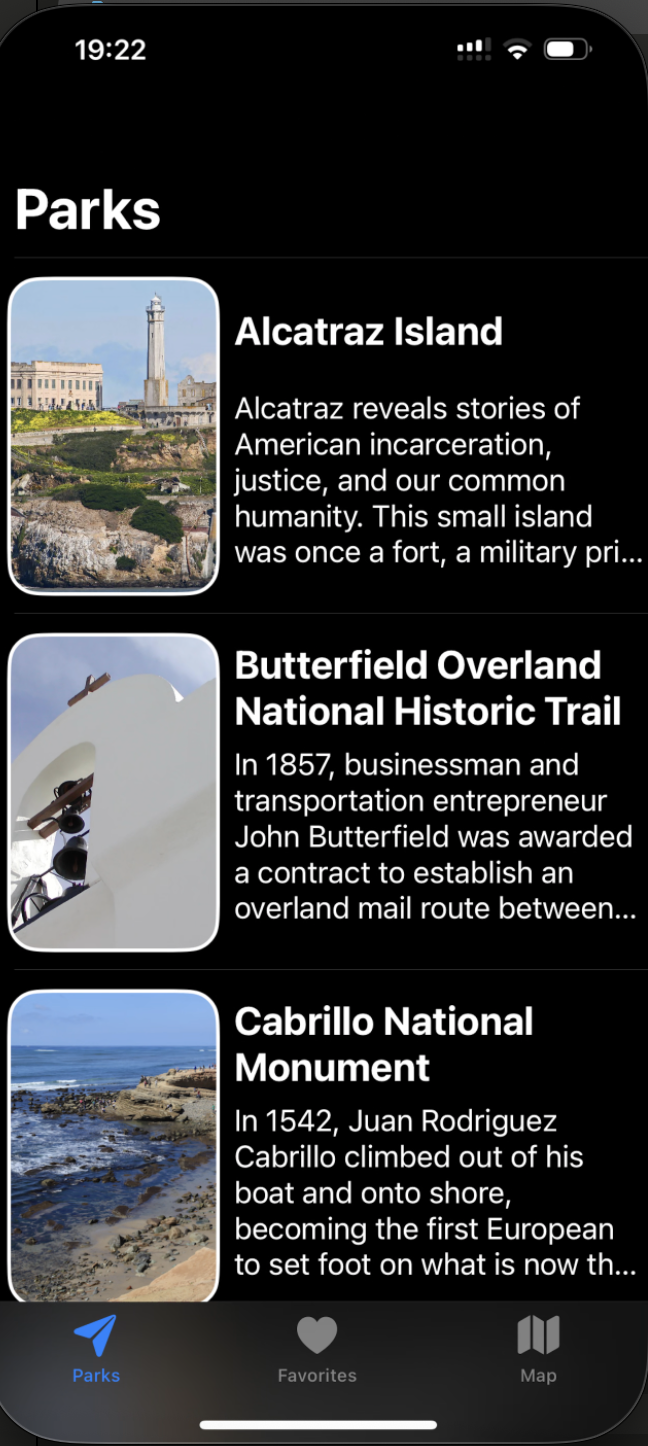 19:22
Parks
Alcatraz Island
Alcatraz reveals stories of
American incarceration,
justice, and our common
humanity. This small island
was once a fort, a military pri...
Butterfield Overland
National Historic Trail
In 1857, businessman and
transportation entrepreneur
John Butterfield was awarded
a contract to establish an
overland mail route between...
Cabrillo National
Monument
In 1542, Juan Rodriguez
Cabrillo climbed out of his
boat and onto shore,
becoming the first European
to set foot on what is now th...
Parks
Favorites
Map